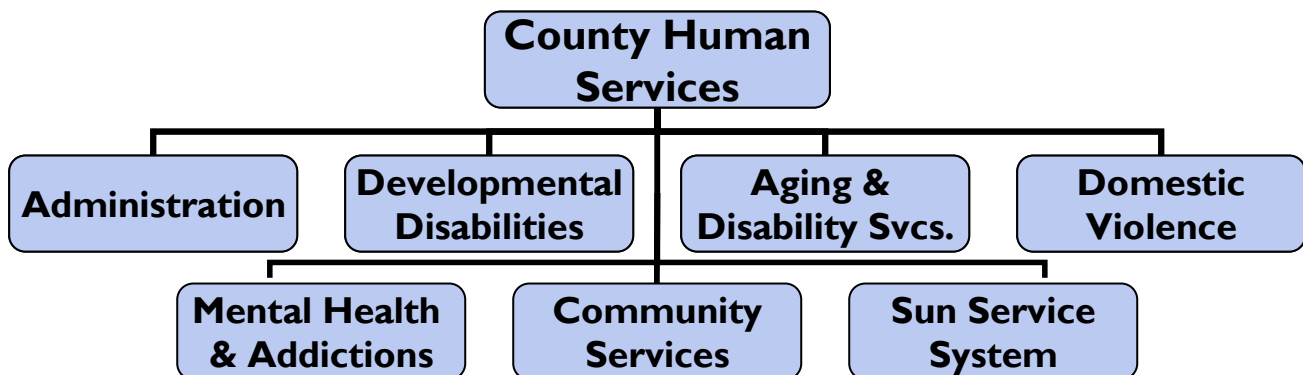 County Human
Services
Administration
Developmental
Disabilities
Aging &
Disability Svcs.
Domestic
Violence
Mental Health
& Addictions
Community
Services
Sun Service
System